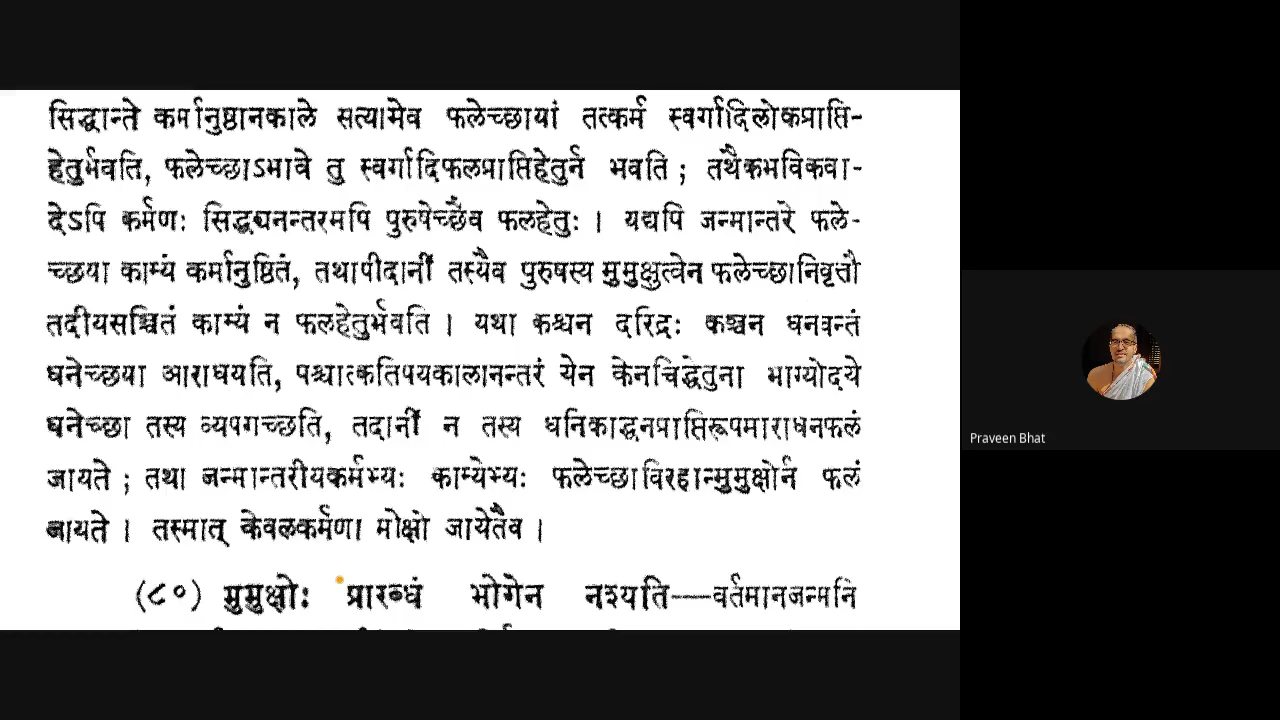 सिद्धान्ते कर्मानुष्ठानकाले सत्यामेव फलेच्छायां तत्कर्म स्वर्गादिलोकप्राप्ति-
हेतुर्भवति, फलेच्छाऽभावे तु स्वर्गादिफलप्राप्तिहेतुर्न भवति ; तथैकभविकवा-
देऽपि कर्मणः सिद्ध्यनन्तरमपि पुरुषेच्छैव फलहेतुः । यद्यपि जन्मान्तरे फले-
च्छया काम्यं कर्मानुष्ठितं, तथापीदानीं तस्यैव पुरुषस्य मुमुक्षुत्वेन फलेच्छानिवृत्तौ
तदीयसञ्चितं काम्यं न फलहेतुर्भवति । यथा कश्चन दरिद्रः कञ्चन धनवन्तं
धनेच्छया आराधयति, पश्चात्कतिपयकालानन्तरं येन केनचिद्धेतुना भाग्योदये
धनेच्छा तस्य व्यपगच्छति, तदानीं न तस्य धनिकाद्धनप्राप्तिरूपमाराधनफलं
जायते ; तथा जन्मान्तरीयकर्मभ्यः काम्येभ्यः फलेच्छाविरहान्मुमुक्षोर्न फलं
जायते । तस्मात् केवलकर्मणा मोक्षो जायेतैव ।
(८०) मुमुक्षोः प्रारब्धं भोगेन नश्यति—वर्तमानजन्मनि
Praveen Bhat